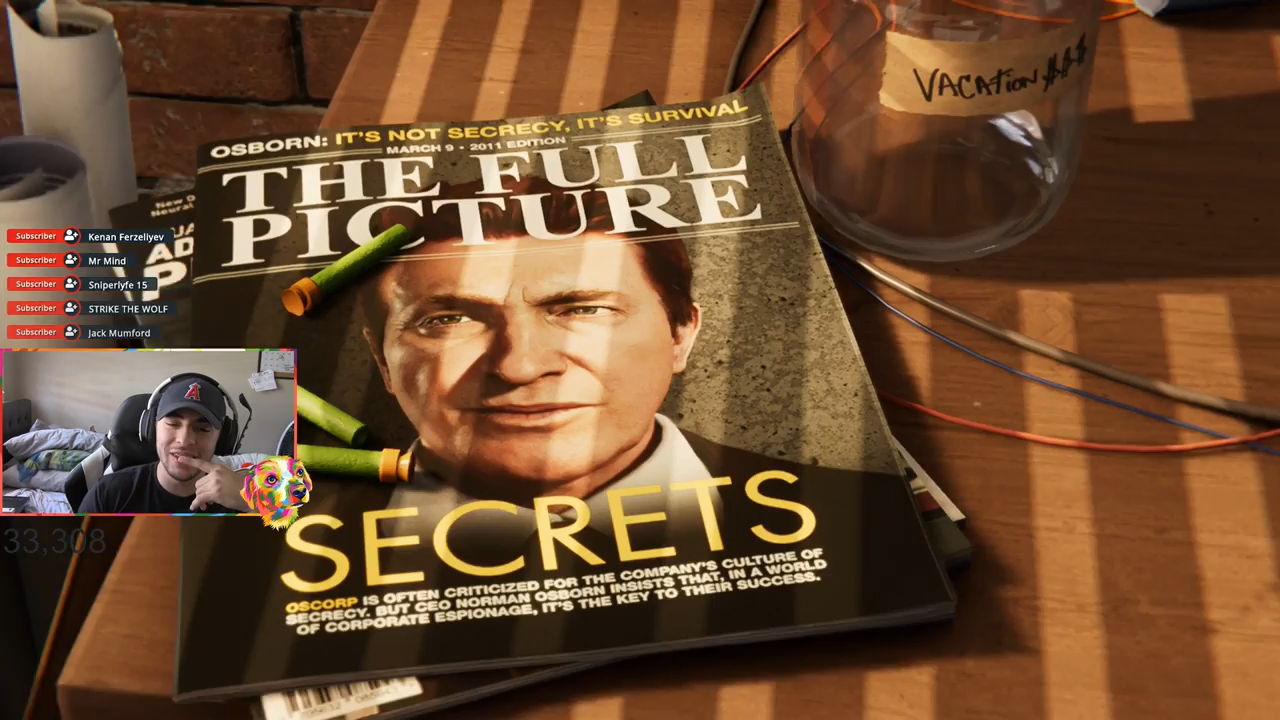 VACATION $$$
OSBORN: IT'S NOT SECRECY, IT'S SURVIVAL
MARCH 9 • 2011 EDITION
THE FULL
PICTURE
New D
Neural
AD
P
Subscriber Kenan Ferzeliyev
Subscriber Mr Mind
Subscriber Sniperlyfe 15
Subscriber STRIKE THE WOLF
Subscriber Jack Mumford
A
33,308
SECRETS
OSCORP IS OFTEN CRITICIZED FOR THE COMPANY'S CULTURE OF
SECRECY. BUT CEO NORMAN OSBORN INSISTS THAT, IN A WORLD
OF CORPORATE ESPIONAGE, IT'S THE KEY TO THEIR SUCCESS.